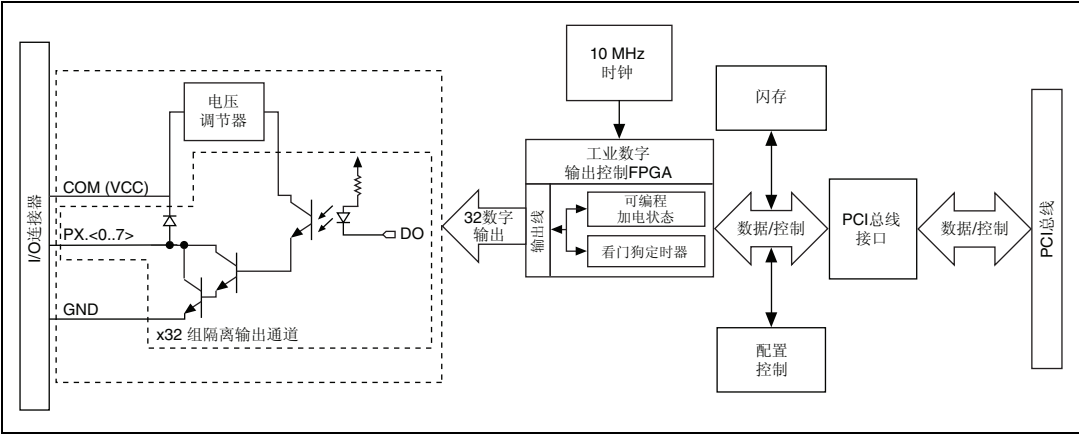 I/O连接器
电压
调节器
COM (VCC)
PX.<0..7>
GND
DO
x32 组隔离输出通道
32数字
输出
10 MHz
时钟
工业数字
输出控制FPGA
输出线
可编程
加电状态
看门狗定时器
闪存
数据/控制
配置
控制
PCI总线
接口
数据/控制
PCI总线